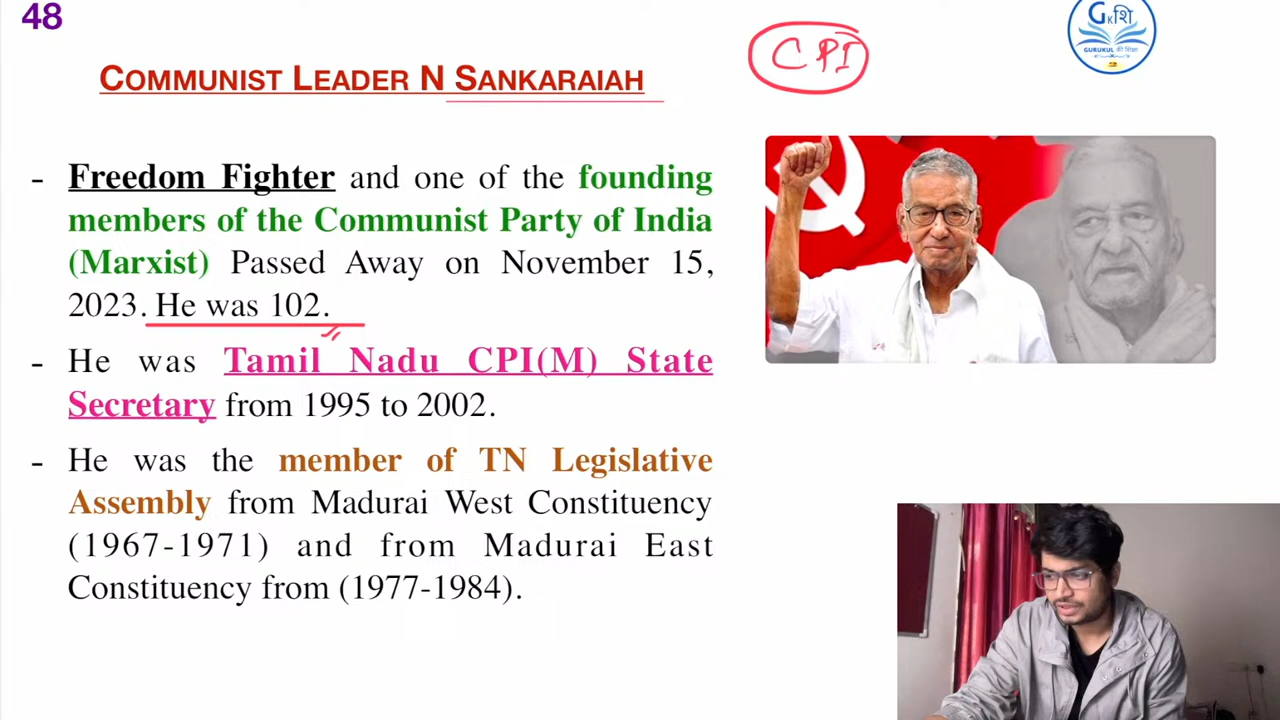 48
CPI
GKशि
GURUKUL की शिक्षा
COMMUNIST LEADER N SANKARAIAH
- Freedom Fighter and one of the founding
members of the Communist Party of India
(Marxist) Passed Away on November 15,
2023. He was 102.
- He was Tamil Nadu CPI(M) State
Secretary from 1995 to 2002.
- He was the member of TN Legislative
Assembly from Madurai West Constituency
(1967-1971) and from Madurai East
Constituency from (1977-1984).